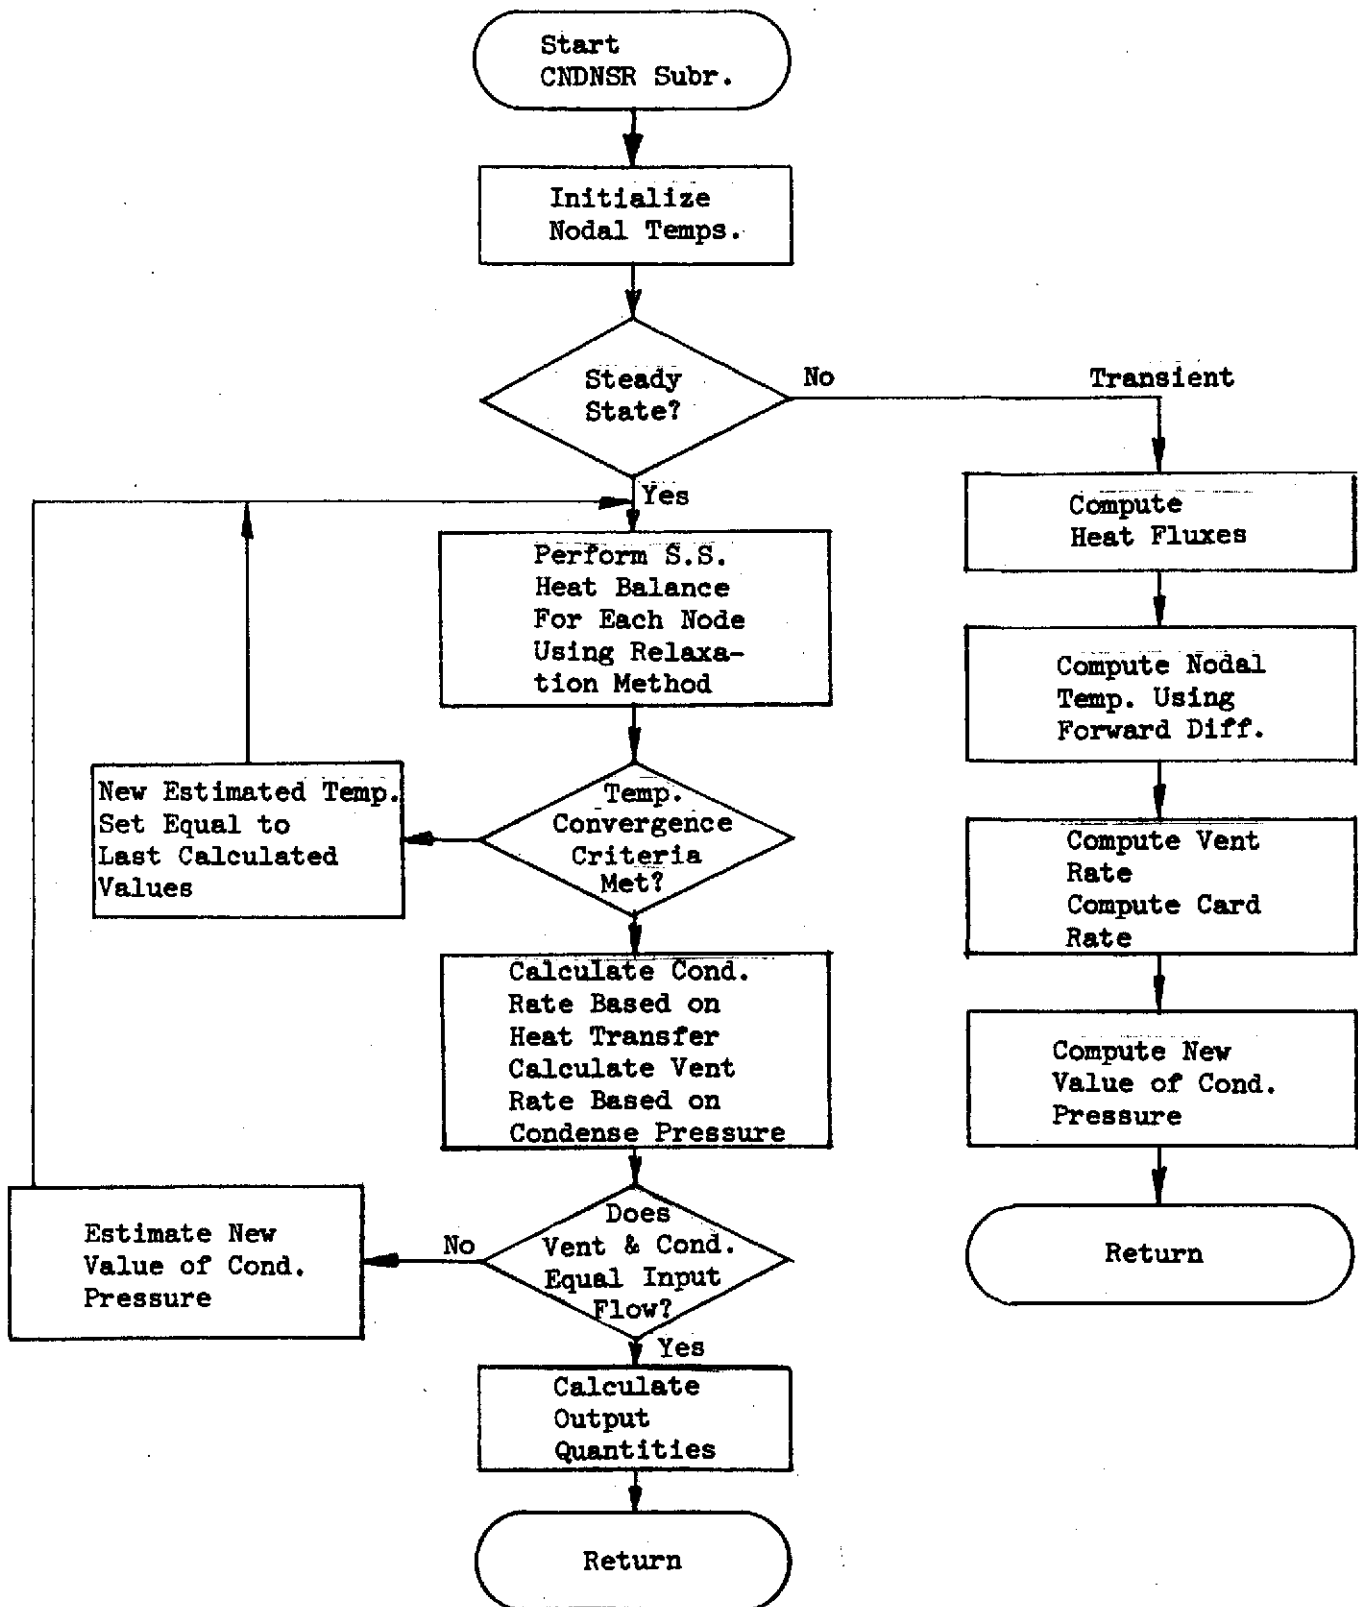 Start
CNDNSR Subr.
Initialize
Nodal Temps.
Steady
State?
No
Transient
Yes
Compute
Heat Fluxes
Perform S.S.
Heat Balance
For Each Node
Using Relaxa-
tion Method
Compute Nodal
Temp. Using
Forward Diff.
New Estimated Temp.
Set Equal to
Last Calculated
Values
Temp.
Convergence
Criteria
Met?
Compute Vent
Rate
Compute Card
Rate
Calculate Cond.
Rate Based on
Heat Transfer
Calculate Vent
Rate Based on
Condense Pressure
Compute New
Value of Cond.
Pressure
Estimate New
Value of Cond.
Pressure
No
Does
Vent & Cond.
Equal Input
Flow?
Return
Yes
Calculate
Output
Quantities
Return